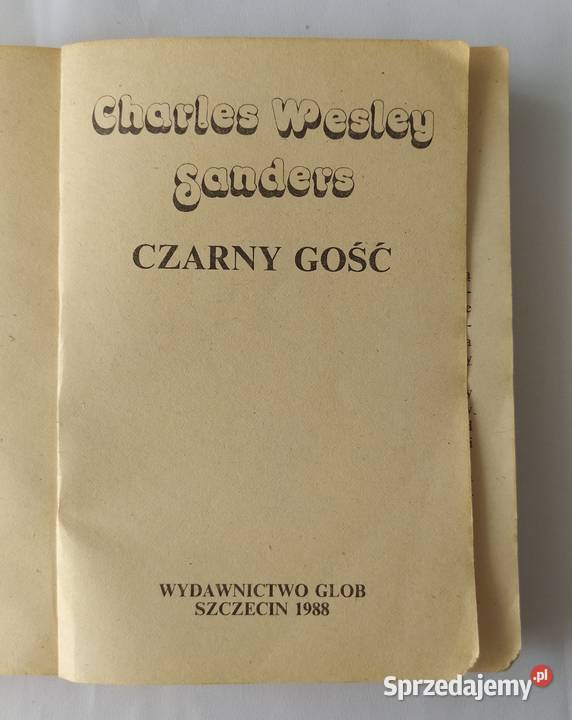 Charles Wesley
Sanders
CZARNY GOŚĆ
WYDAWNICTWO GLOB
SZCZECIN 1988
Sprzedajemy.pl